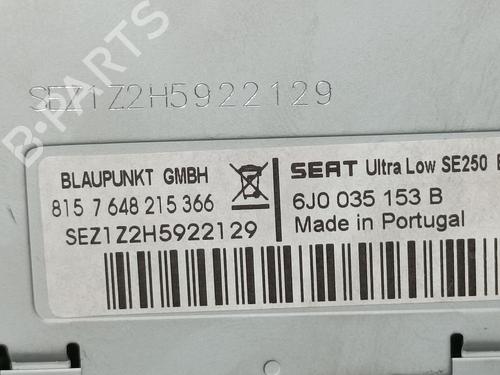 SEZ1Z2H5922129
B-PARTS
BLAUPUNKT GMBH
815 7 648 215 366
SEZ1Z2H5922129
SEAT Ultra Low SE250
6J0 035 153 B
Made in Portugal